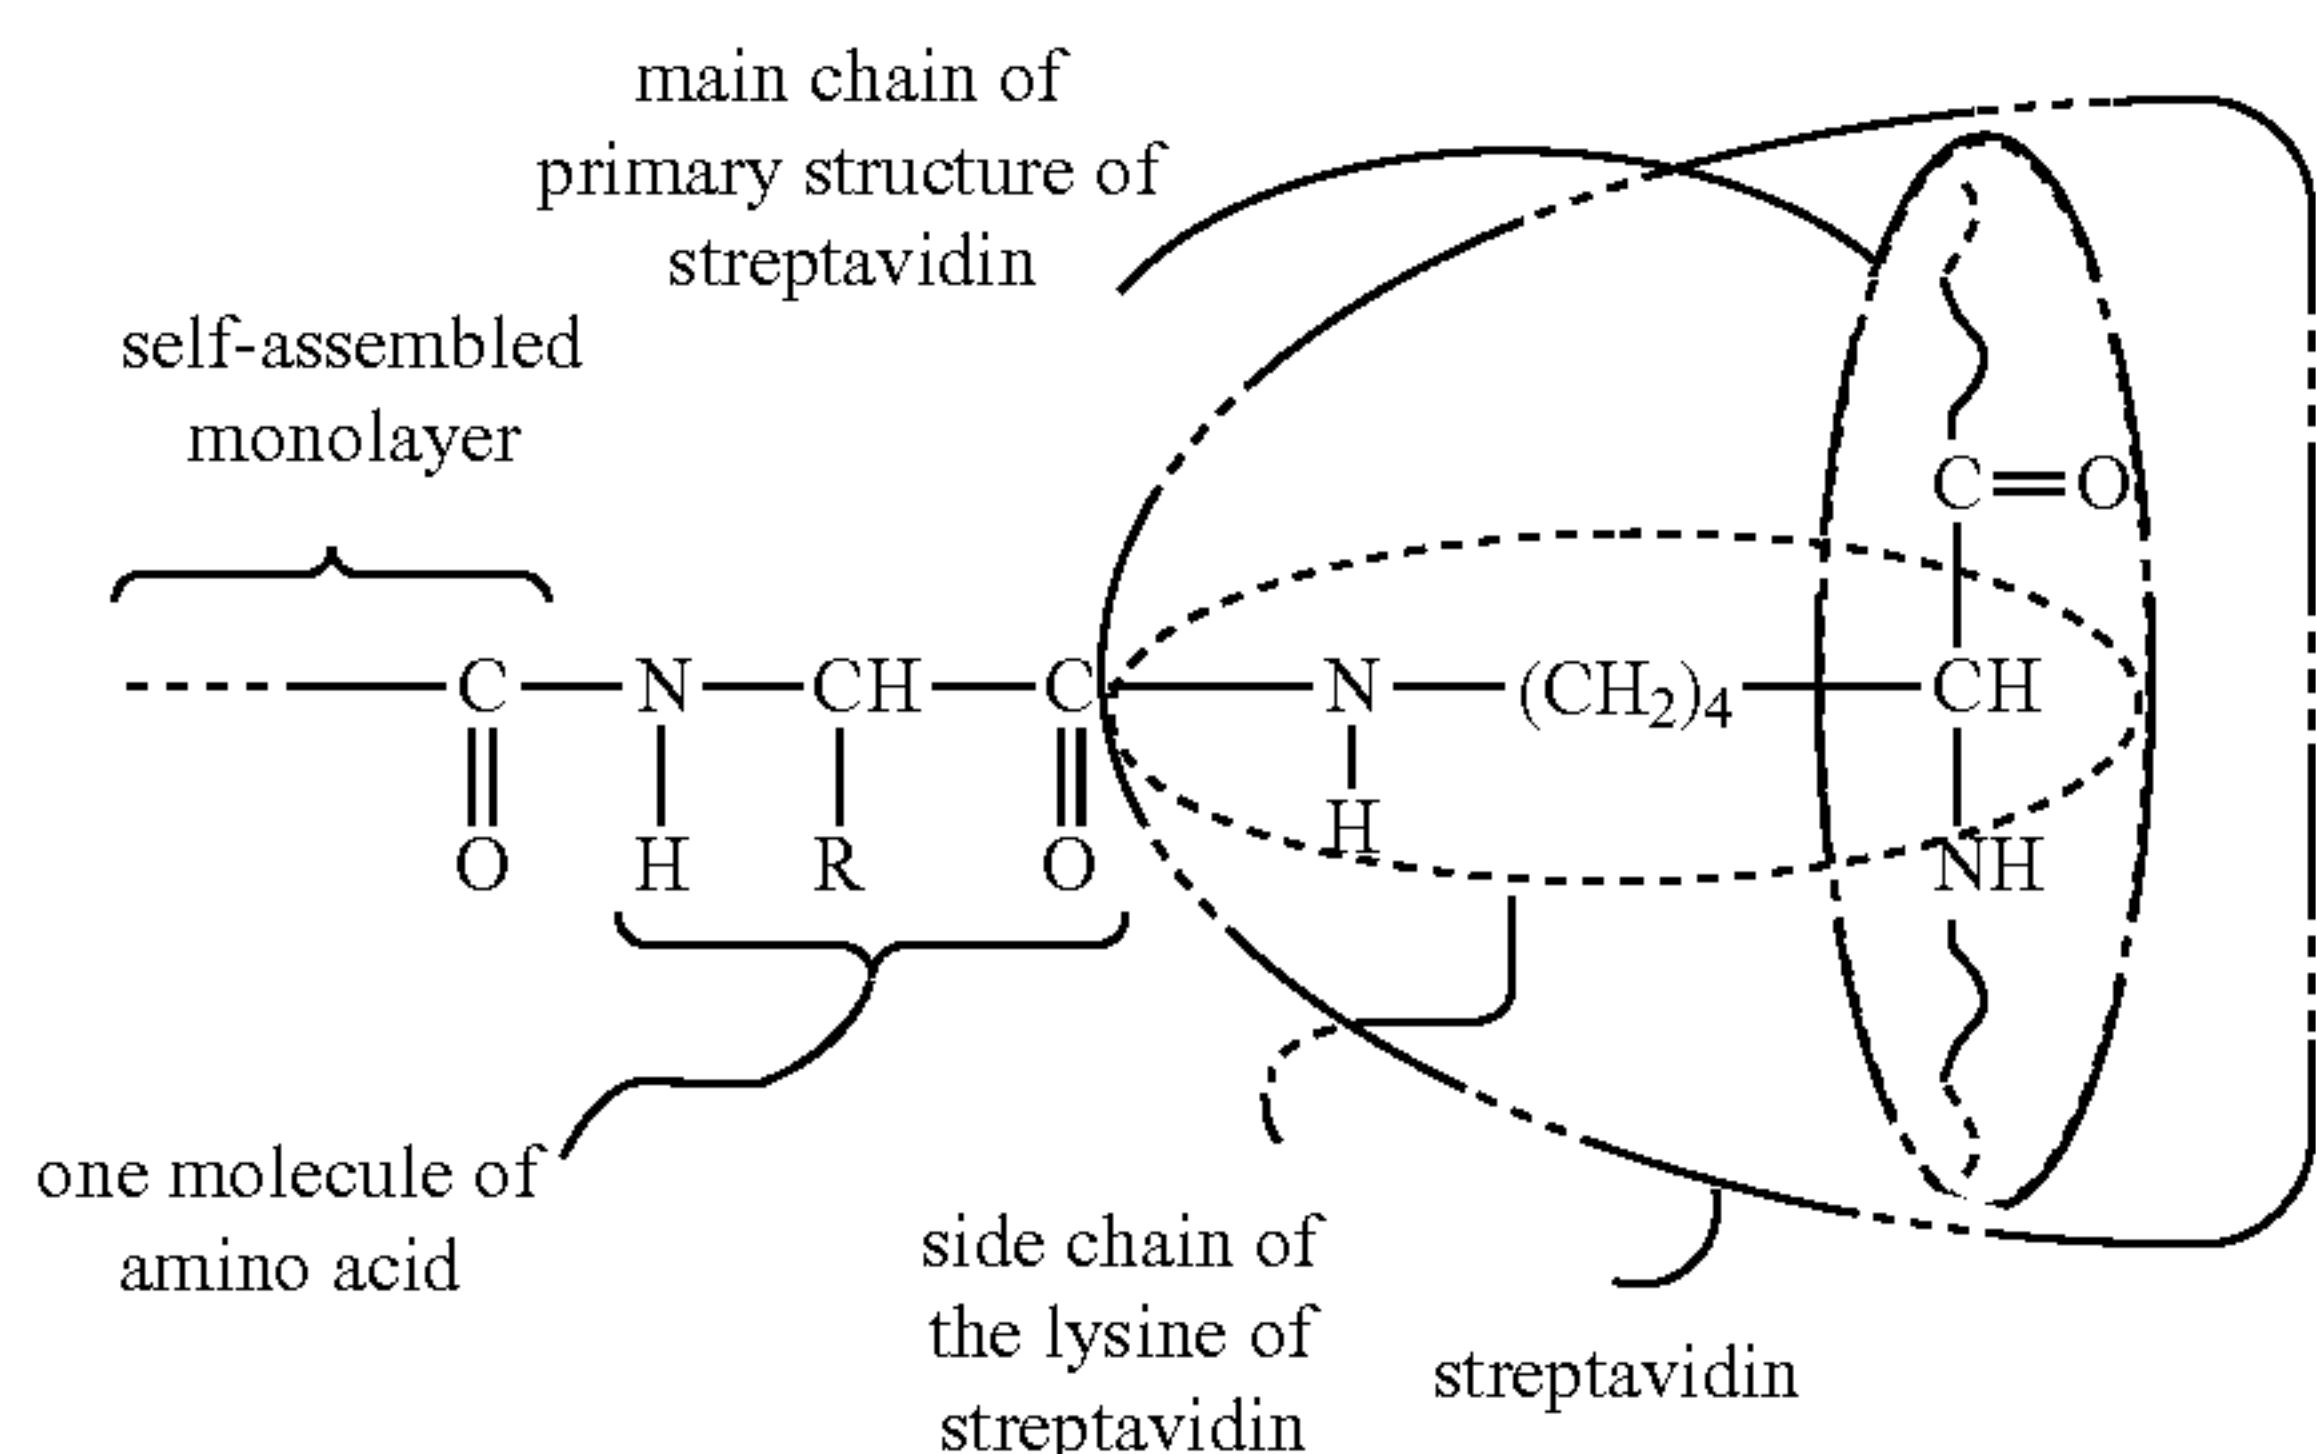 main chain of
primary structure of
streptavidin
self-assembled
monolayer
C=O
C N CH C N (CH2)4 CH
H
O H R O NH
one molecule of
amino acid
side chain of
the lysine of
streptavidin
streptavidin